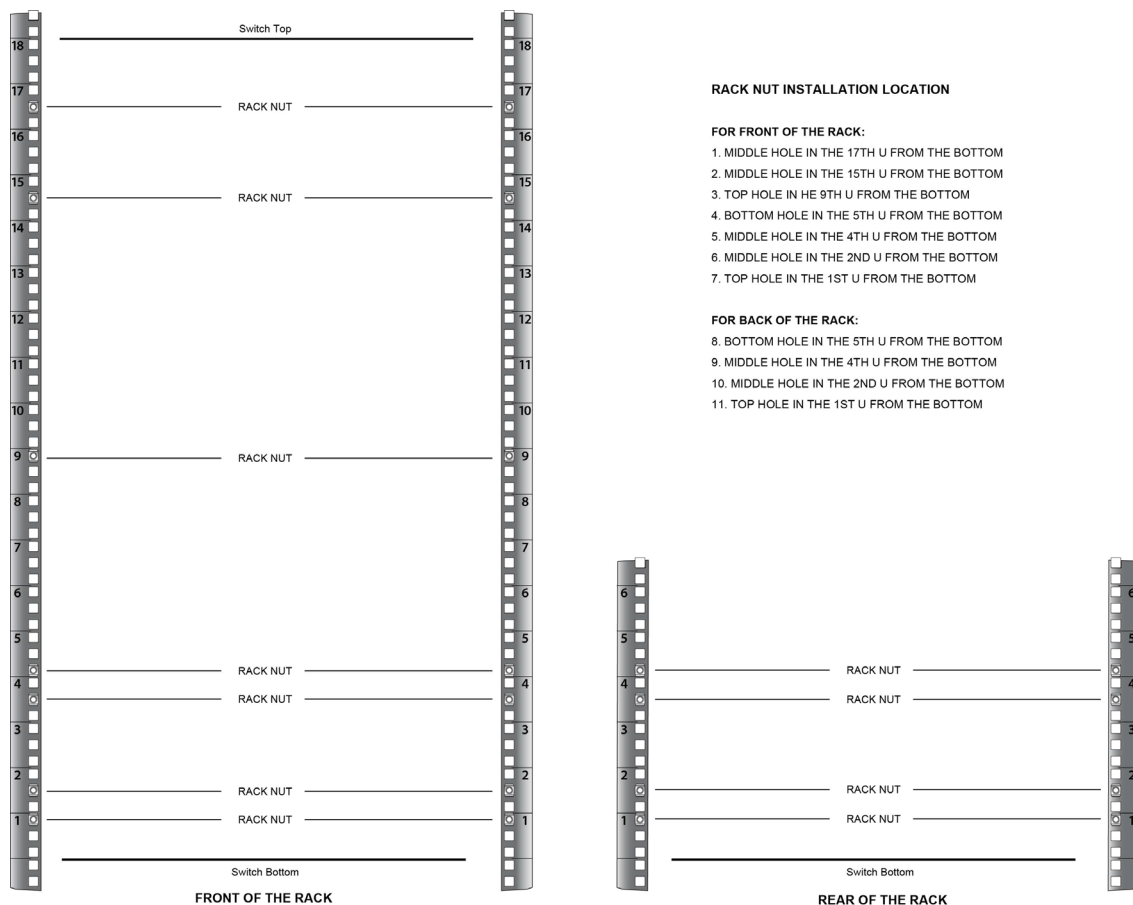 Switch Top
18
18
17
17
RACK NUT
16
16
15
15
RACK NUT
14
14
13
13
12
12
11
11
10
10
9
RACK NUT
9
8
8
7
7
6
6
5
5
RACK NUT
4
4
RACK NUT
3
3
2
2
RACK NUT
1
RACK NUT
1
Switch Bottom
FRONT OF THE RACK
RACK NUT INSTALLATION LOCATION
FOR FRONT OF THE RACK:
1. MIDDLE HOLE IN THE 17TH U FROM THE BOTTOM
2. MIDDLE HOLE IN THE 15TH U FROM THE BOTTOM
3. TOP HOLE IN HE 9TH U FROM THE BOTTOM
4. BOTTOM HOLE IN THE 5TH U FROM THE BOTTOM
5. MIDDLE HOLE IN THE 4TH U FROM THE BOTTOM
6. MIDDLE HOLE IN THE 2ND U FROM THE BOTTOM
7. TOP HOLE IN THE 1ST U FROM THE BOTTOM
FOR BACK OF THE RACK:
8. BOTTOM HOLE IN THE 5TH U FROM THE BOTTOM
9. MIDDLE HOLE IN THE 4TH U FROM THE BOTTOM
10. MIDDLE HOLE IN THE 2ND U FROM THE BOTTOM
11. TOP HOLE IN THE 1ST U FROM THE BOTTOM
6
6
5
5
RACK NUT
4
4
RACK NUT
3
3
2
2
RACK NUT
1
RACK NUT
1
Switch Bottom
REAR OF THE RACK